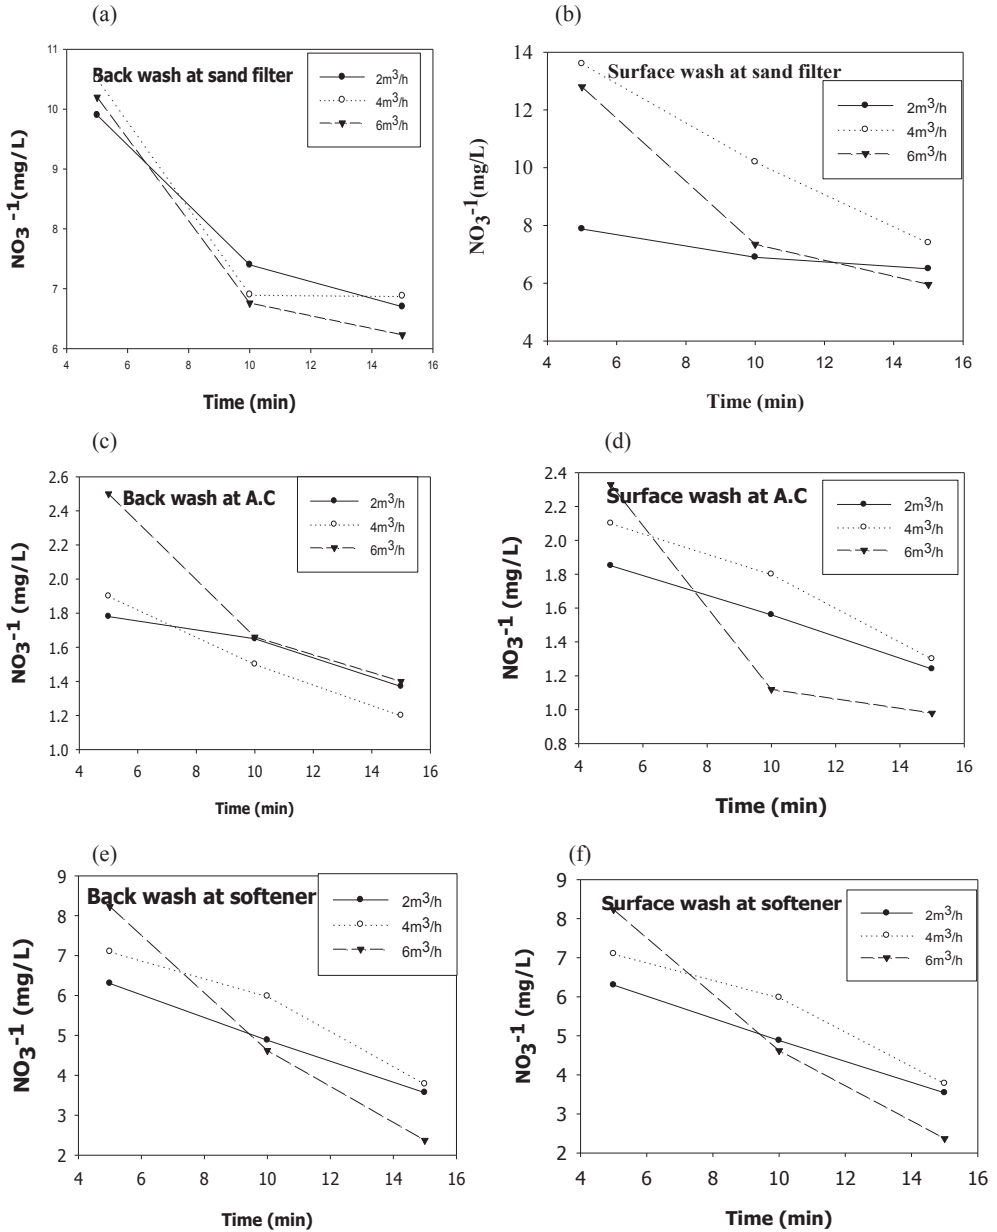 (a)
Back wash at sand filter
2m³/h
4m³/h
6m³/h
NO₃⁻¹(mg/L)
11
10
9
8
7
6
4 6 8 10 12 14 16
Time (min)
(b)
Surface wash at sand filter
2m³/h
4m³/h
6m³/h
NO₃⁻¹(mg/L)
14
12
10
8
6
4
4 6 8 10 12 14 16
Time (min)
(c)
Back wash at A.C
2m³/h
4m³/h
6m³/h
NO₃⁻¹ (mg/L)
2.6
2.4
2.2
2.0
1.8
1.6
1.4
1.2
1.0
4 6 8 10 12 14 16
Time (min)
(d)
Surface wash at A.C
2m³/h
4m³/h
6m³/h
NO₃⁻¹ (mg/L)
2.4
2.2
2.0
1.8
1.6
1.4
1.2
1.0
0.8
4 6 8 10 12 14 16
Time (min)
(e)
Back wash at softener
2m³/h
4m³/h
6m³/h
NO₃⁻¹ (mg/L)
9
8
7
6
5
4
3
2
4 6 8 10 12 14 16
Time (min)
(f)
Surface wash at softener
2m³/h
4m³/h
6m³/h
NO₃⁻¹ (mg/L)
9
8
7
6
5
4
3
2
4 6 8 10 12 14 16
Time (min)